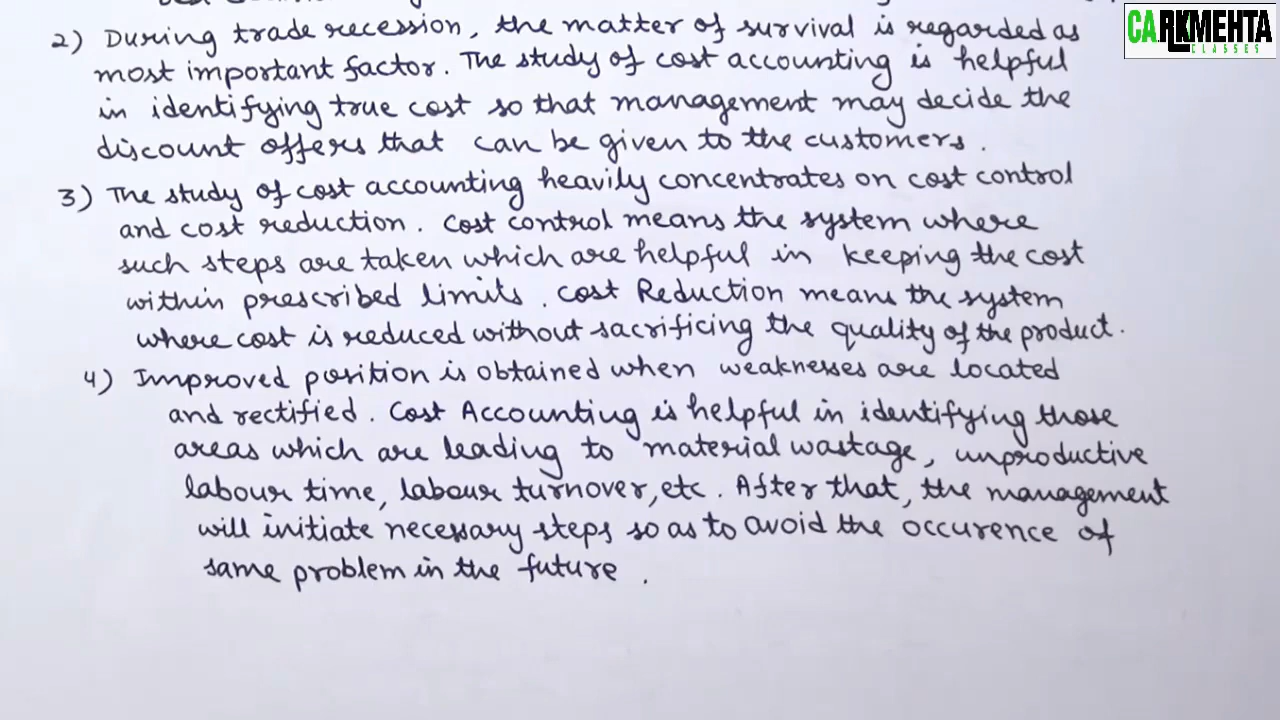 CARKMEHTA
CLASSES
2) During trade recession, the matter of survival is regarded as
most important factor. The study of cost accounting is helpful
in identifying true cost so that management may decide the
discount offers that can be given to the customers.
3) The study of cost accounting heavily concentrates on cost control
and cost reduction. Cost control means the system where
such steps are taken which are helpful in keeping the cost
within prescribed limits. Cost Reduction means the system
where cost is reduced without sacrificing the quality of the product.
4) Improved position is obtained when weaknesses are located
and rectified. Cost Accounting is helpful in identifying those
areas which are leading to material wastage, unproductive
labour time, labour turnover, etc. After that, the management
will initiate necessary steps so as to avoid the occurence of
same problem in the future.